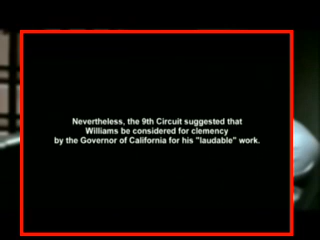 Nevertheless, the 9th Circuit suggested that
Williams be considered for clemency
by the Governor of California for his "laudable" work.